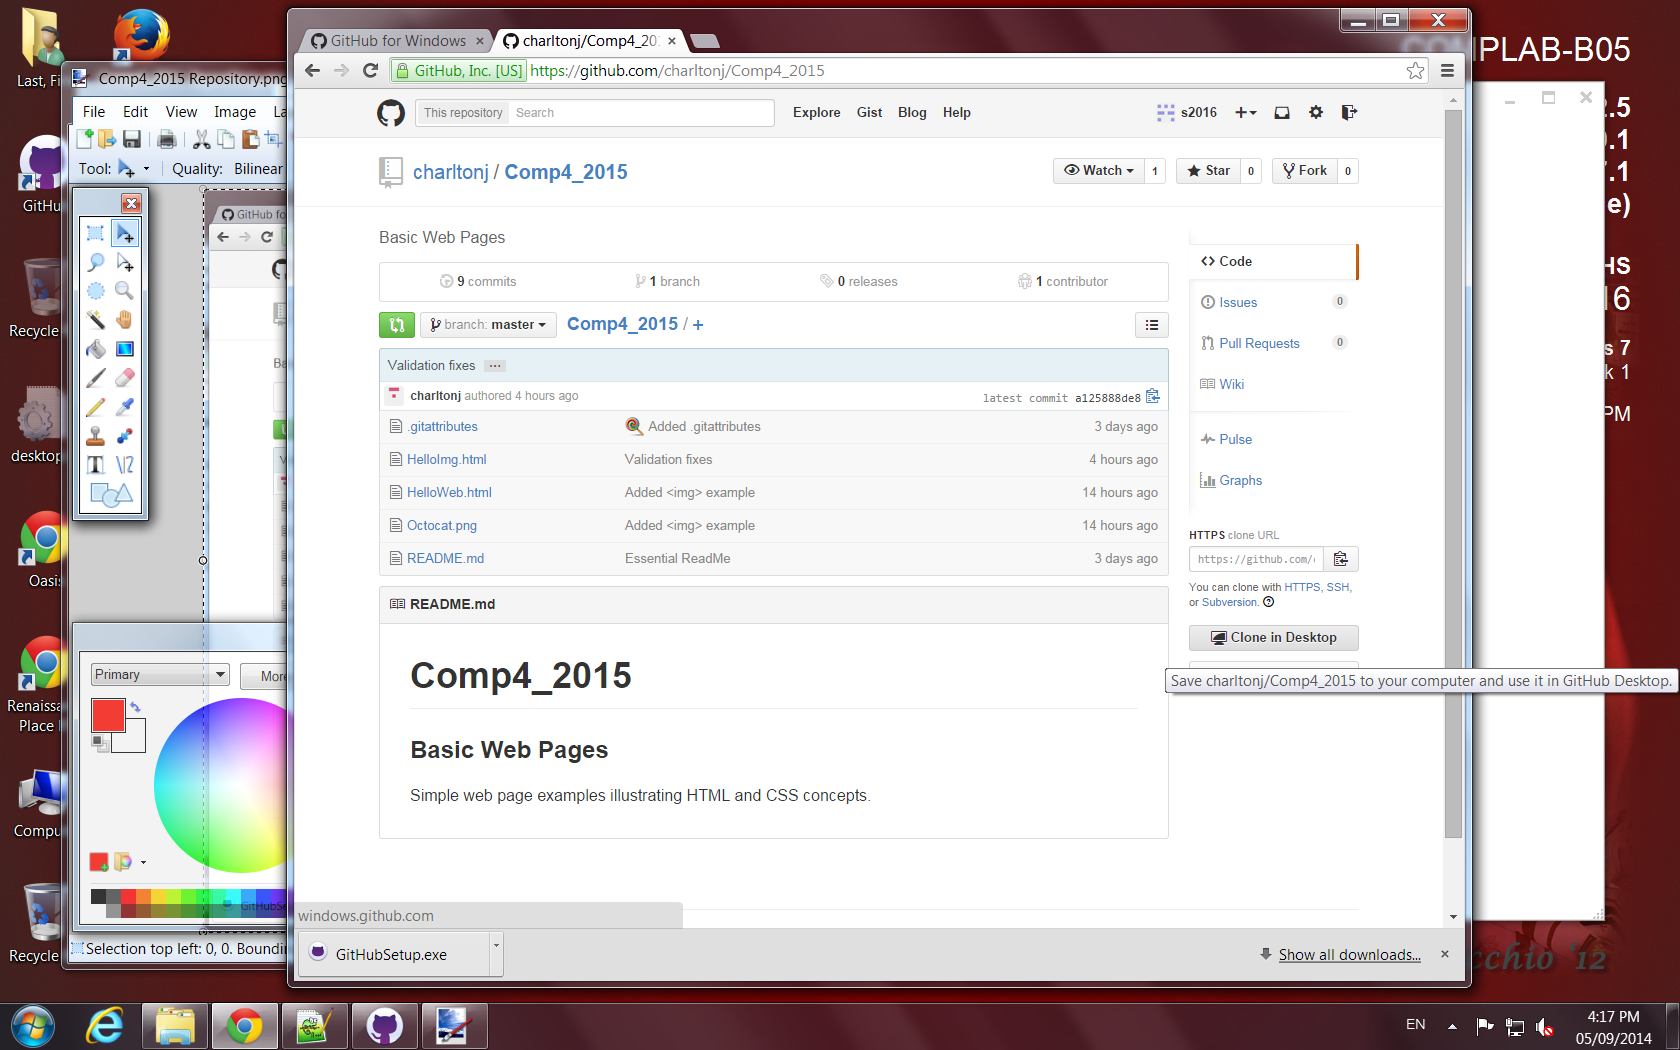 GitHub for Windows
charltonj/Comp4_20
GitHub, Inc. [US] https://github.com/charltonj/Comp4_2015
This repository Search
Explore Gist Blog Help
s2016
charltonj / Comp4_2015
Watch 1 Star 0 Fork 0
Basic Web Pages
9 commits 1 branch 0 releases 1 contributor
branch: master Comp4_2015 / +
Validation fixes ...
charltonj authored 4 hours ago latest commit a125888de8
.gitattributes Added .gitattributes 3 days ago
HelloImg.html Validation fixes 4 hours ago
HelloWeb.html Added <img> example 14 hours ago
Octocat.png Added <img> example 14 hours ago
README.md Essential ReadMe 3 days ago
README.md
Comp4_2015
Basic Web Pages
Simple web page examples illustrating HTML and CSS concepts.
Code
Issues 0
Pull Requests 0
Wiki
Pulse
Graphs
HTTPS clone URL
https://github.com/
You can clone with HTTPS, SSH,
or Subversion.
Clone in Desktop
Save charltonj/Comp4_2015 to your computer and use it in GitHub Desktop.
windows.github.com
GitHubSetup.exe
Show all downloads...
Comp4_2015 Repository.png
File Edit View Image La
Tool: Quality: Bilinear
GitHub fo
Primary
More
Selection top left: 0, 0. Boundin
Last, Fi
GitHu
Recycle
desktop
Oasis
Renaissa
Place
Compu
Recycle
MPLAB-B05
2.5
.1
7.1
e)
HS
16
s 7
k 1
PM
cchio '12
EN
4:17 PM
05/09/2014